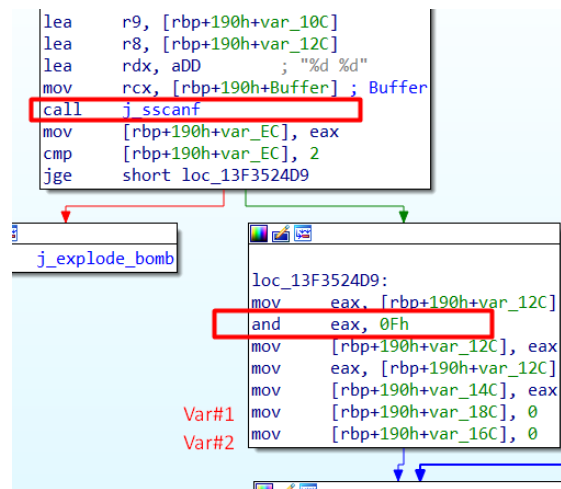 lea r9, [rbp+190h+var_10C]
lea r8, [rbp+190h+var_12C]
lea rdx, aDD ; "%d %d"
mov rcx, [rbp+190h+Buffer] ; Buffer
call j_sscanf
mov [rbp+190h+var_EC], eax
cmp [rbp+190h+var_EC], 2
jge short loc_13F3524D9
j_explode_bomb
loc_13F3524D9:
mov eax, [rbp+190h+var_12C]
and eax, 0Fh
mov [rbp+190h+var_12C], eax
mov eax, [rbp+190h+var_12C]
mov [rbp+190h+var_14C], eax
Var#1 mov [rbp+190h+var_18C], 0
Var#2 mov [rbp+190h+var_16C], 0